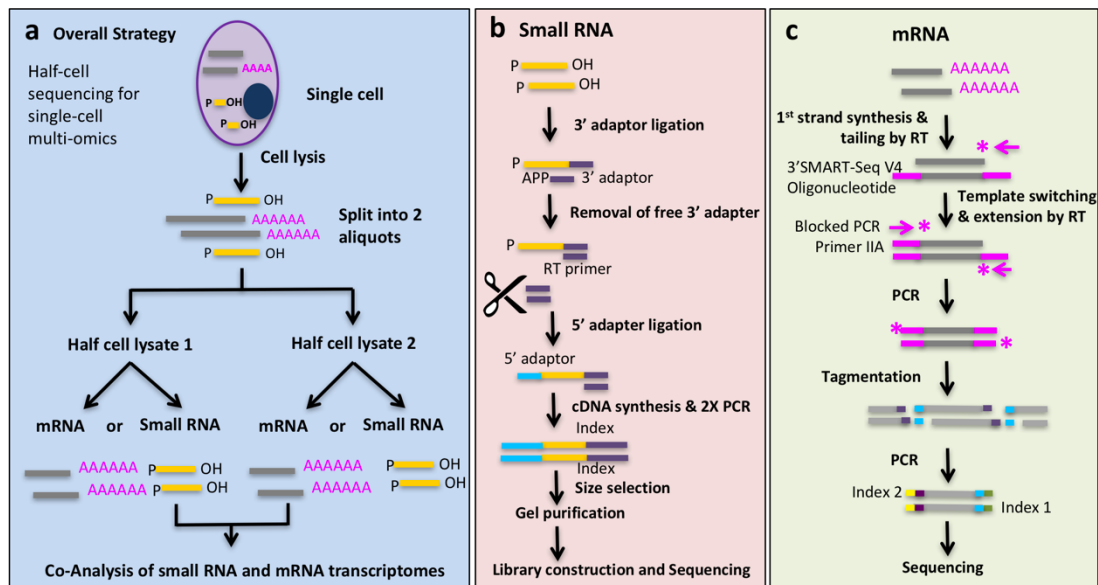 a
Overall Strategy
Half-cell
sequencing for
single-cell
multi-omics
AAAA
P
OH
P
OH
Single cell
Cell lysis
P
OH
AAAAAA
AAAAAA
P
OH
Split into 2
aliquots
Half cell lysate 1
Half cell lysate 2
mRNA or Small RNA
mRNA or Small RNA
AAAAAA
AAAAAA
P
OH
P
OH
AAAAAA
AAAAAA
P
OH
P
OH
Co-Analysis of small RNA and mRNA transcriptomes
b
Small RNA
P
OH
P
OH
3’ adaptor ligation
P
APP
3’ adaptor
Removal of free 3’ adapter
P
RT primer
5’ adapter ligation
5’ adaptor
cDNA synthesis & 2X PCR
Index
Index
Size selection
Gel purification
Library construction and Sequencing
c
mRNA
AAAAAA
AAAAAA
1st strand synthesis &
tailing by RT
*
3’SMART-Seq V4
Oligonucleotide
Template switching
& extension by RT
Blocked PCR
Primer IIA
*
*
PCR
*
*
Tagmentation
PCR
Index 2
Index 1
Sequencing